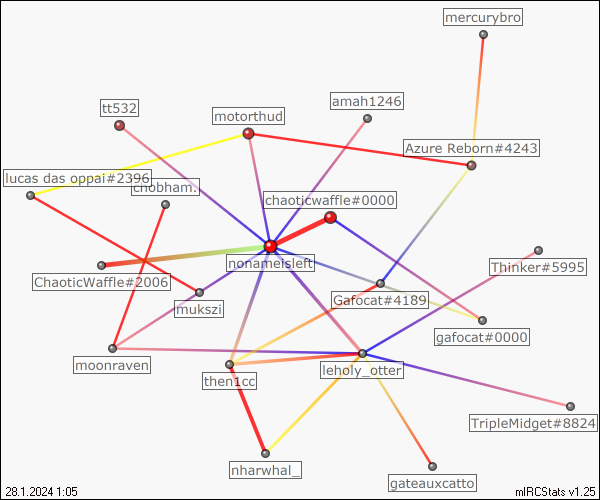 mercurybro
tt532
amah1246
motorthud
Azure Reborn#4243
lucas das oppai#2396
chobham.
chaoticwaffle#0000
nonameisleft
Thinker#5995
ChaoticWaffle#2006
Gafocat#4189
mukszi
gafocat#0000
moonraven
leholy_otter
then1cc
TripleMidget#8824
nharwhal_
gateauxcatto
28.1.2024 1:05
mIRCStats v1.25